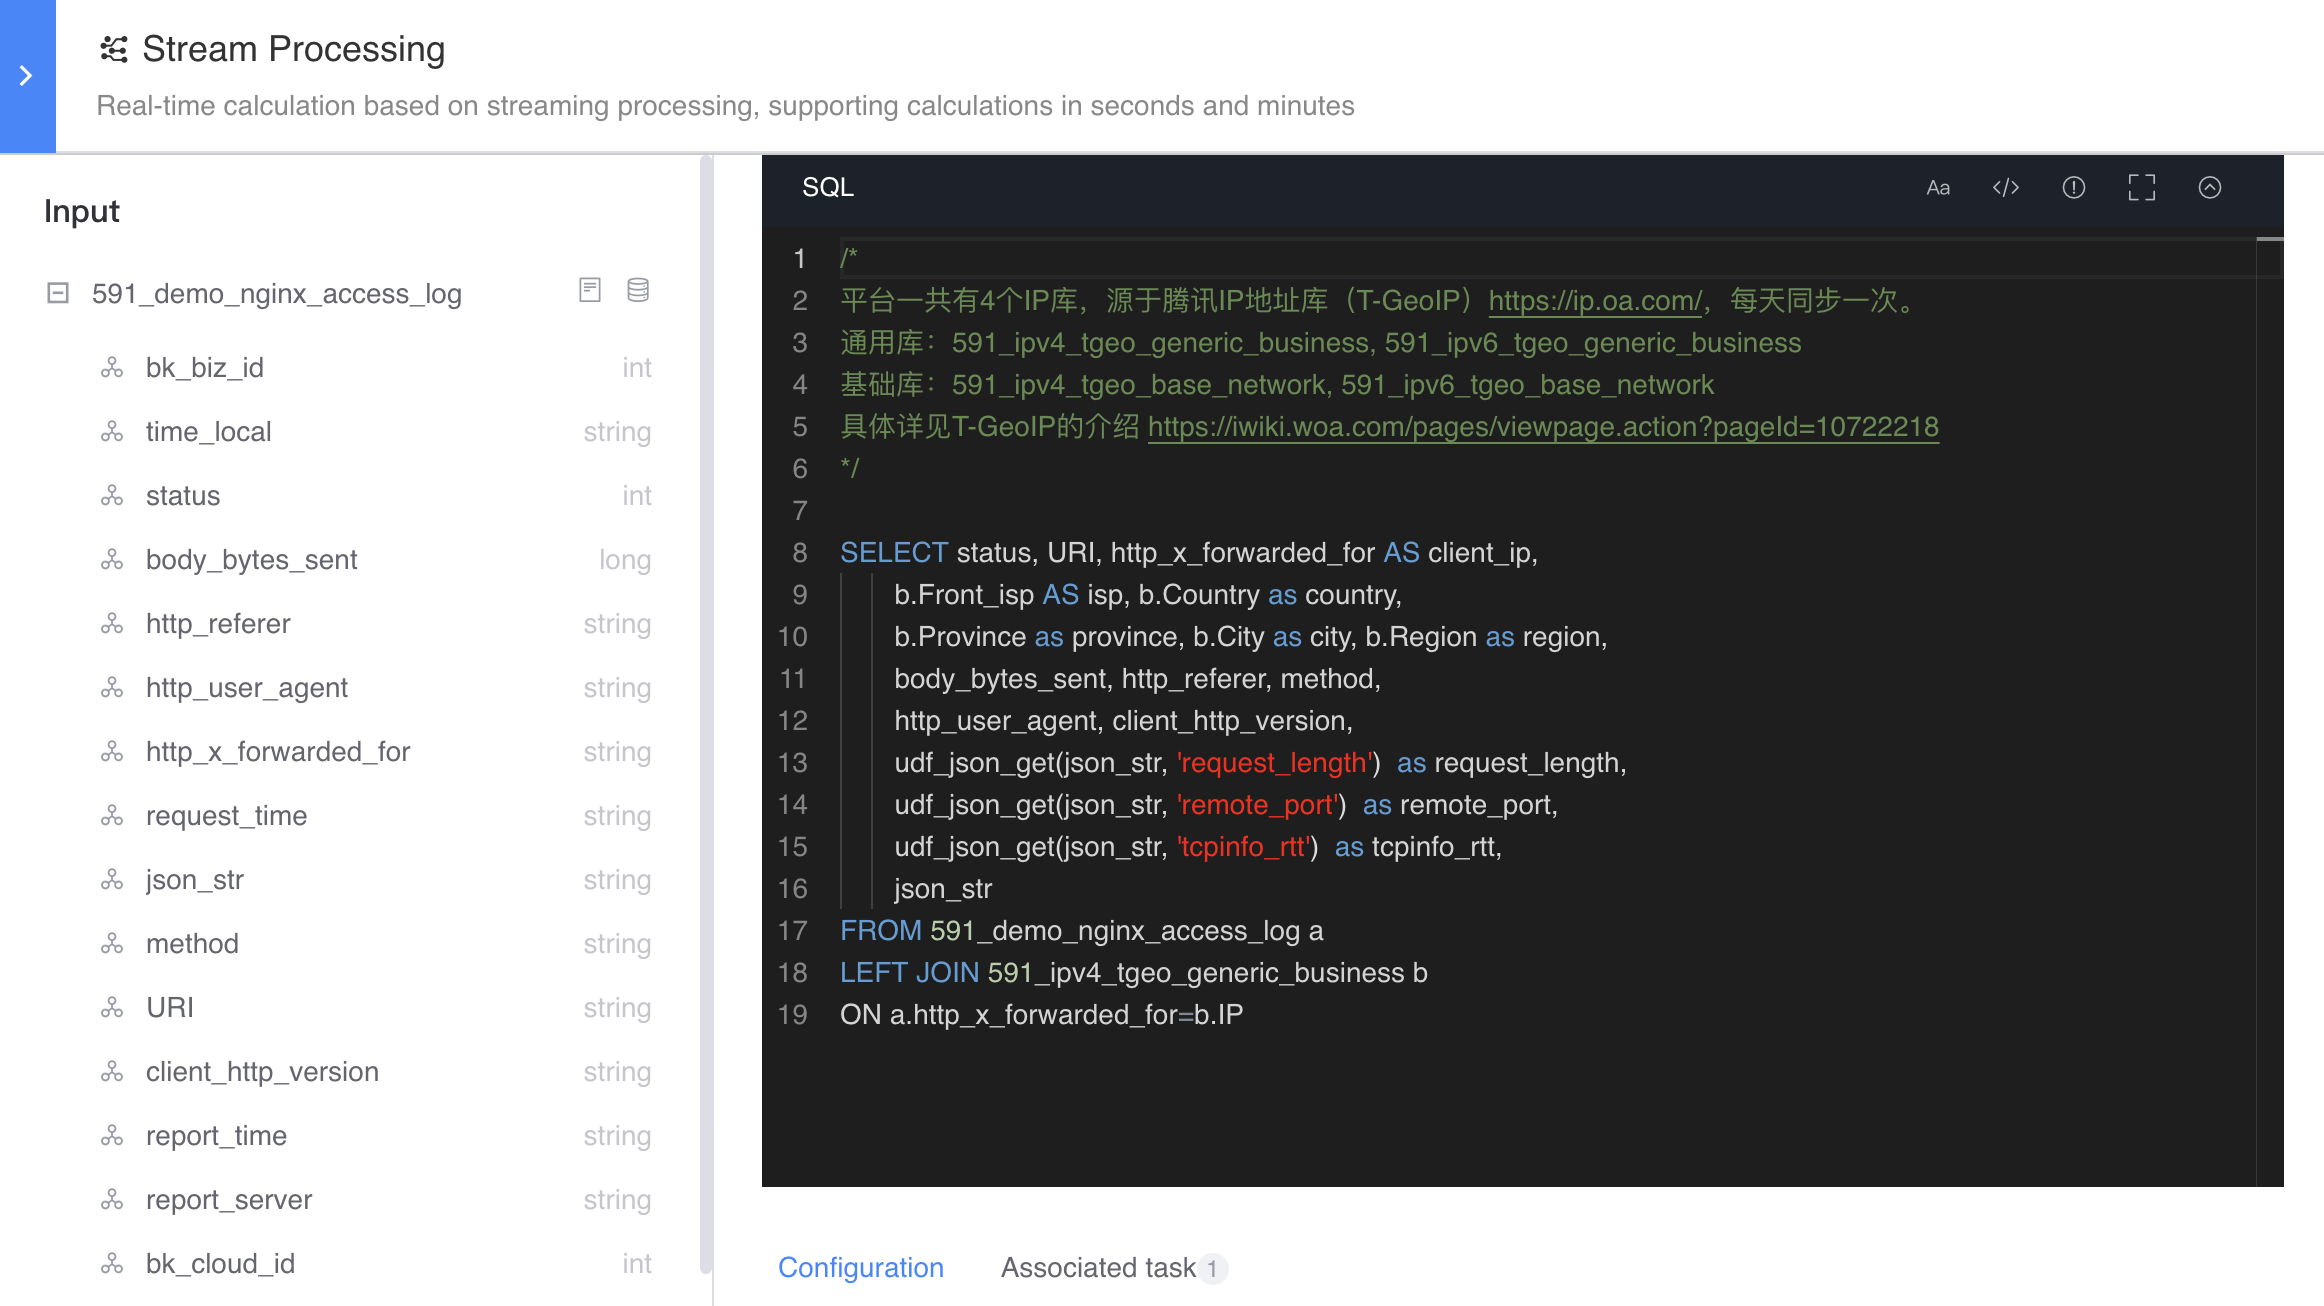 Stream Processing
Real-time calculation based on streaming processing, supporting calculations in seconds and minutes
Input
591_demo_nginx_access_log
bk_biz_id int
time_local string
status int
body_bytes_sent long
http_referer string
http_user_agent string
http_x_forwarded_for string
request_time string
json_str string
method string
URI string
client_http_version string
report_time string
report_server string
bk_cloud_id int
SQL Aa </>
1 /*
2 平台一共有4个IP库，源于腾讯IP地址库（T-GeoIP）https://ip.oa.com/，每天同步一次。
3 通用库：591_ipv4_tgeo_generic_business, 591_ipv6_tgeo_generic_business
4 基础库：591_ipv4_tgeo_base_network, 591_ipv6_tgeo_base_network
5 具体详见T-GeoIP的介绍 https://iwiki.woa.com/pages/viewpage.action?pageId=10722218
6 */
7
8 SELECT status, URI, http_x_forwarded_for AS client_ip,
9 b.Front_isp AS isp, b.Country as country,
10 b.Province as province, b.City as city, b.Region as region,
11 body_bytes_sent, http_referer, method,
12 http_user_agent, client_http_version,
13 udf_json_get(json_str, 'request_length')  as request_length,
14 udf_json_get(json_str, 'remote_port')  as remote_port,
15 udf_json_get(json_str, 'tcpinfo_rtt')  as tcpinfo_rtt,
16 json_str
17 FROM 591_demo_nginx_access_log a
18 LEFT JOIN 591_ipv4_tgeo_generic_business b
19 ON a.http_x_forwarded_for=b.IP
Configuration Associated task 1